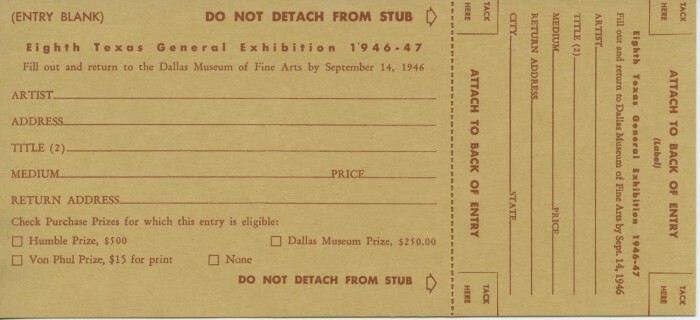 (ENTRY BLANK) DO NOT DETACH FROM STUB
Eighth Texas General Exhibition 1946-47
Fill out and return to the Dallas Museum of Fine Arts by September 14, 1946
ARTIST
ADDRESS
TITLE (2)
MEDIUM PRICE
RETURN ADDRESS
Check Purchase Prizes for which this entry is eligible:
☐ Humble Prize, $500 ☐ Dallas Museum Prize, $250.00
☐ Von Phul Prize, $15 for print ☐ None
DO NOT DETACH FROM STUB
TACK HERE
ATTACH TO BACK OF ENTRY
TACK HERE
TACK HERE
ATTACH TO BACK OF ENTRY
(Label)
TACK HERE
Eighth Texas General Exhibition 1946-47
Fill out and return to Dallas Museum of Fine Arts by Sept. 14, 1946
ARTIST
TITLE (2)
MEDIUM PRICE
RETURN ADDRESS
CITY STATE